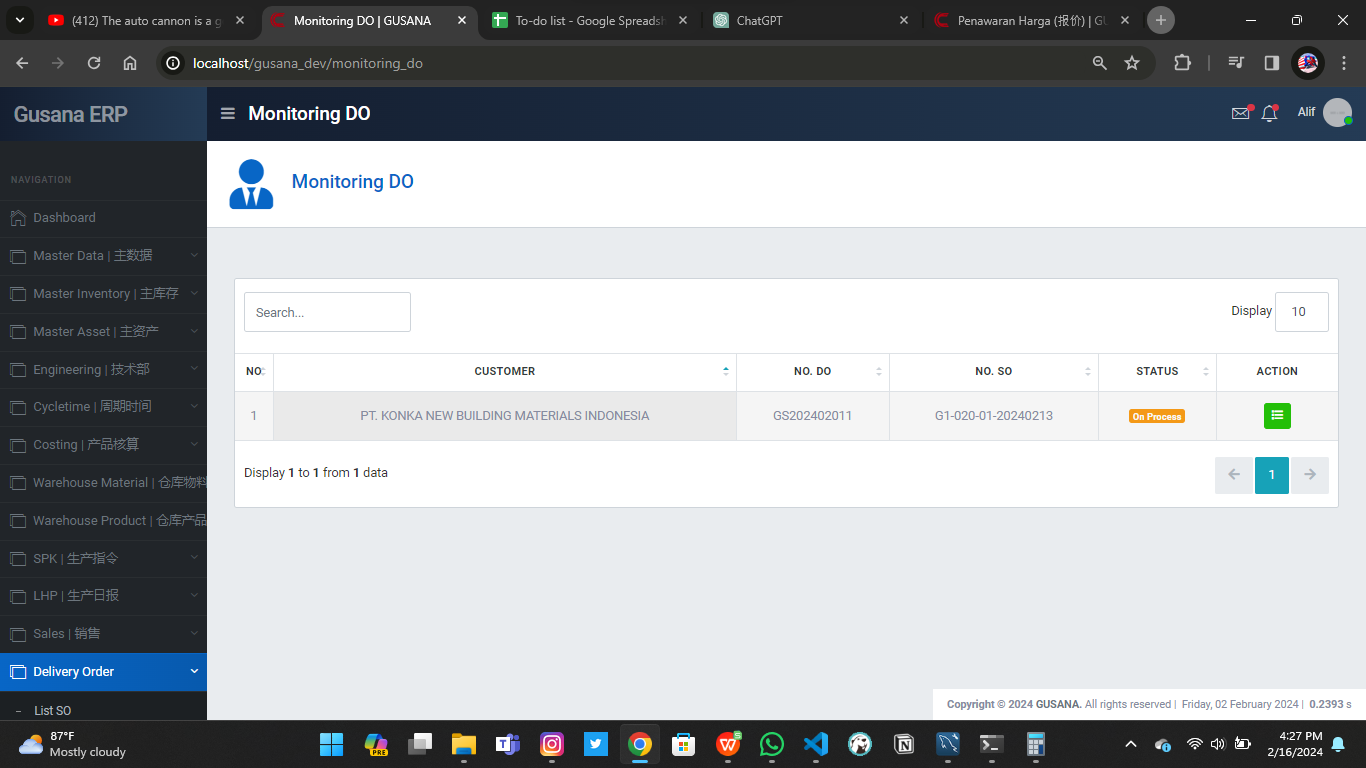 (412) The auto cannon is a g
Monitoring DO | GUSANA
To-do list - Google Spreadsh
ChatGPT
Penawaran Harga (报价) | GU
localhost/gusana_dev/monitoring_do
Gusana ERP
Monitoring DO
Alif
NAVIGATION
Dashboard
Master Data | 主数据
Master Inventory | 主库存
Master Asset | 主资产
Engineering | 技术部
Cycletime | 周期时间
Costing | 产品核算
Warehouse Material | 仓库物料
Warehouse Product | 仓库产品
SPK | 生产指令
LHP | 生产日报
Sales | 销售
Delivery Order
– List SO
Monitoring DO
Search...
Display 10
NO. CUSTOMER NO. DO NO. SO STATUS ACTION
1 PT. KONKA NEW BUILDING MATERIALS INDONESIA GS202402011 G1-020-01-20240213 On Process
Display 1 to 1 from 1 data
1
Copyright © 2024 GUSANA. All rights reserved | Friday, 02 February 2024 | 0.2393 s
87°F
Mostly cloudy
PRE
4:27 PM
2/16/2024